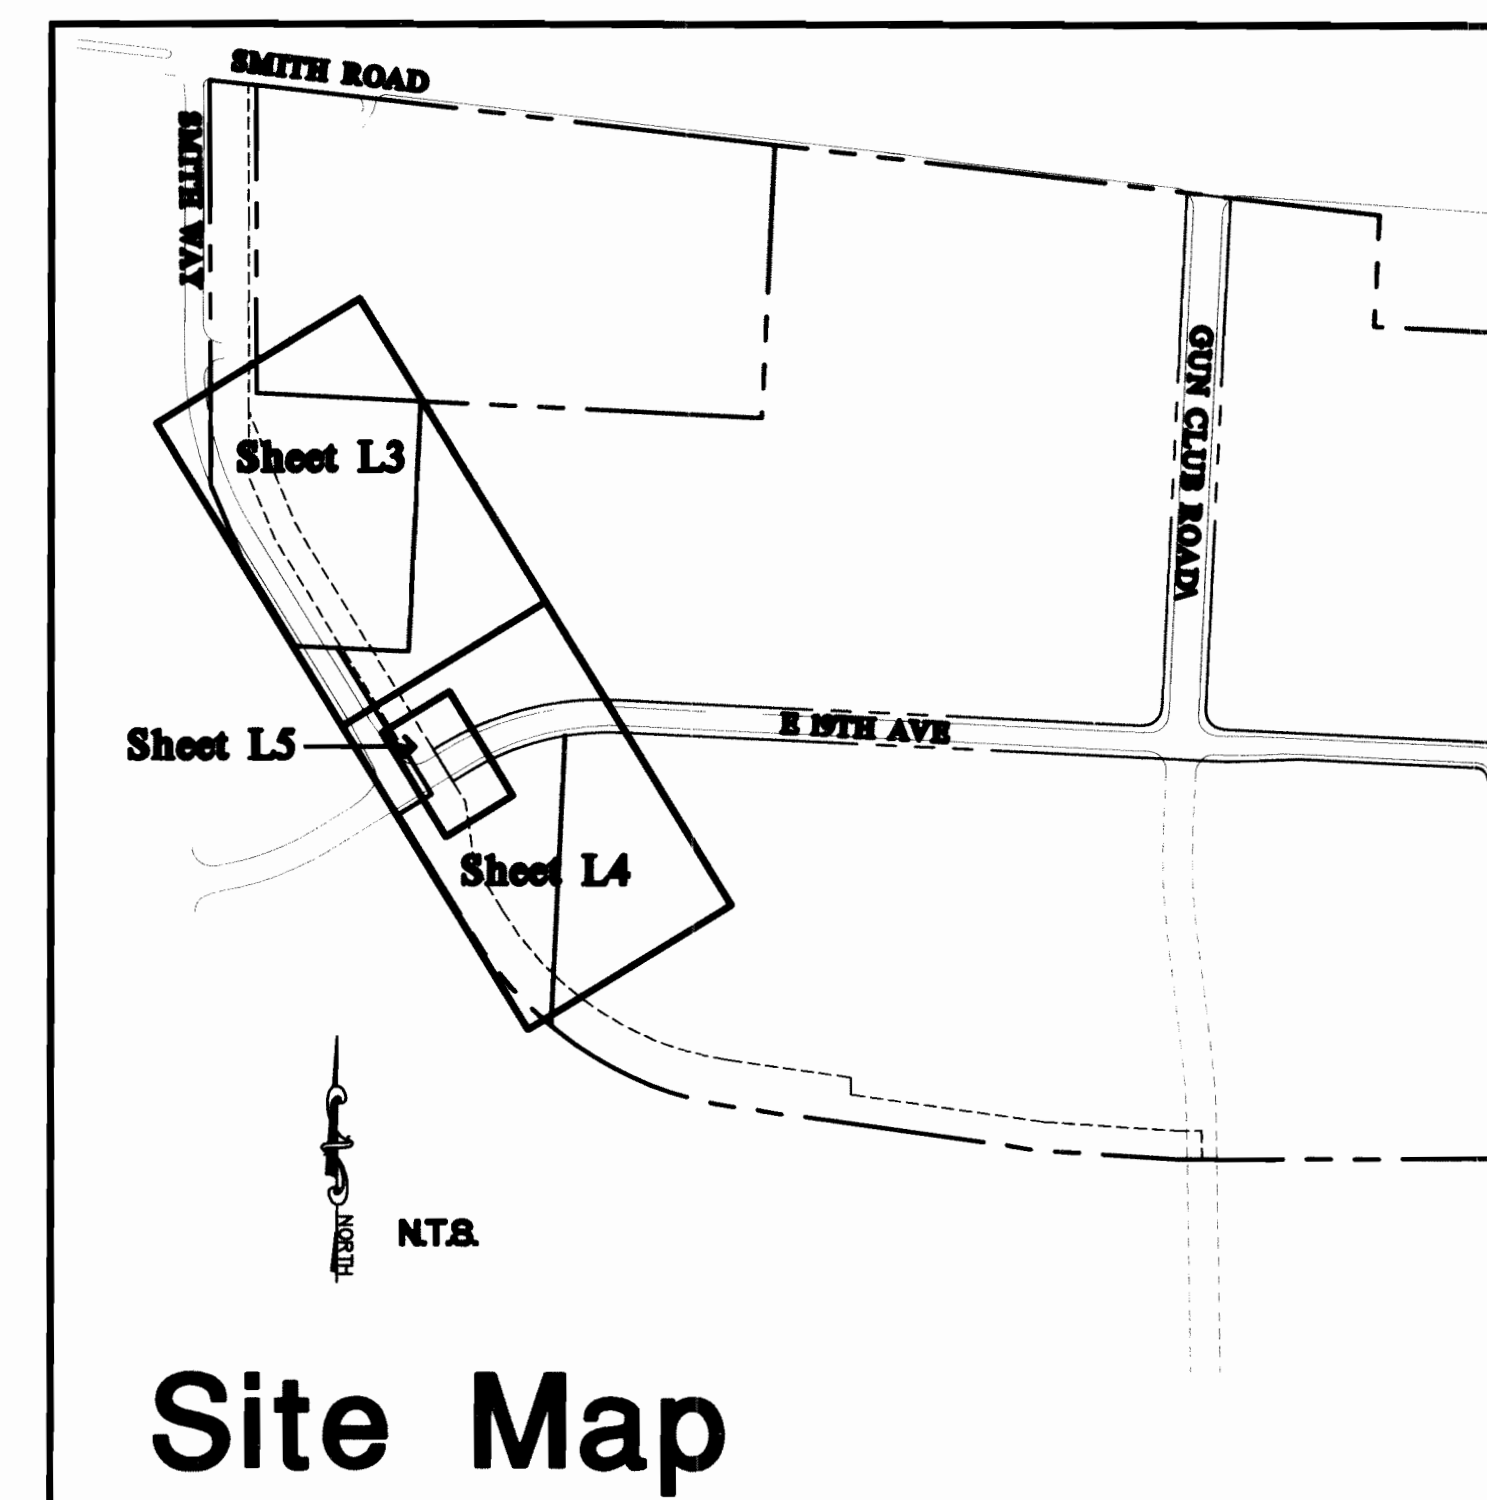 SMITH ROAD
SMITH WAY
GUN CLUB ROAD
Sheet L3
E 19TH AVE
Sheet L5
Sheet L4
NORTH
N.T.S.
Site Map